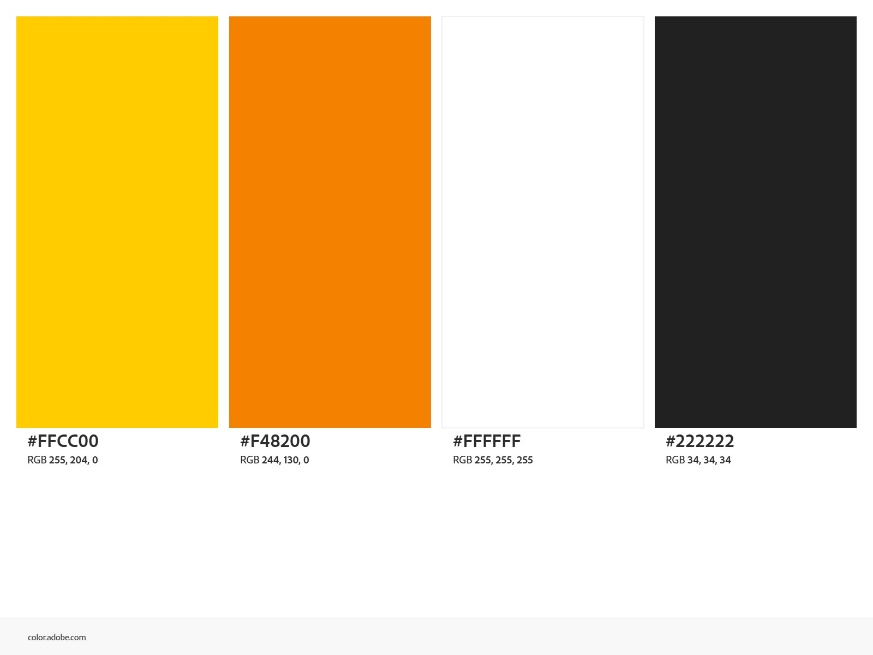 #FFCC00
RGB 255, 204, 0
#F48200
RGB 244, 130, 0
#FFFFFF
RGB 255, 255, 255
#222222
RGB 34, 34, 34
color.adobe.com